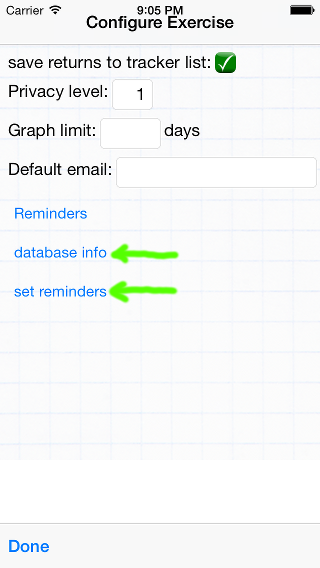 Carrier 9:05 PM
Configure Exercise
save returns to tracker list:
Privacy level: 1
Graph limit: days
Default email:
Reminders
database info
set reminders
Done